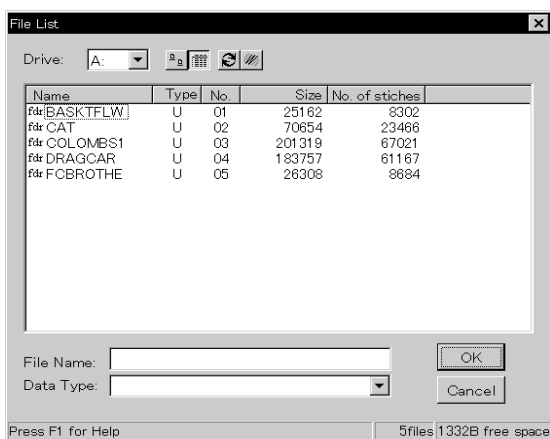 File List
Drive: A:
Name Type No. Size No. of stiches
fdr BASKTFLW U 01 25162 8302
fdr CAT U 02 70654 23466
fdr COLOMBS1 U 03 201319 67021
fdr DRAGCAR U 04 183757 61167
fdr FCBROTHE U 05 26308 8684
File Name: OK
Data Type: Cancel
Press F1 for Help 5files 1332B free space